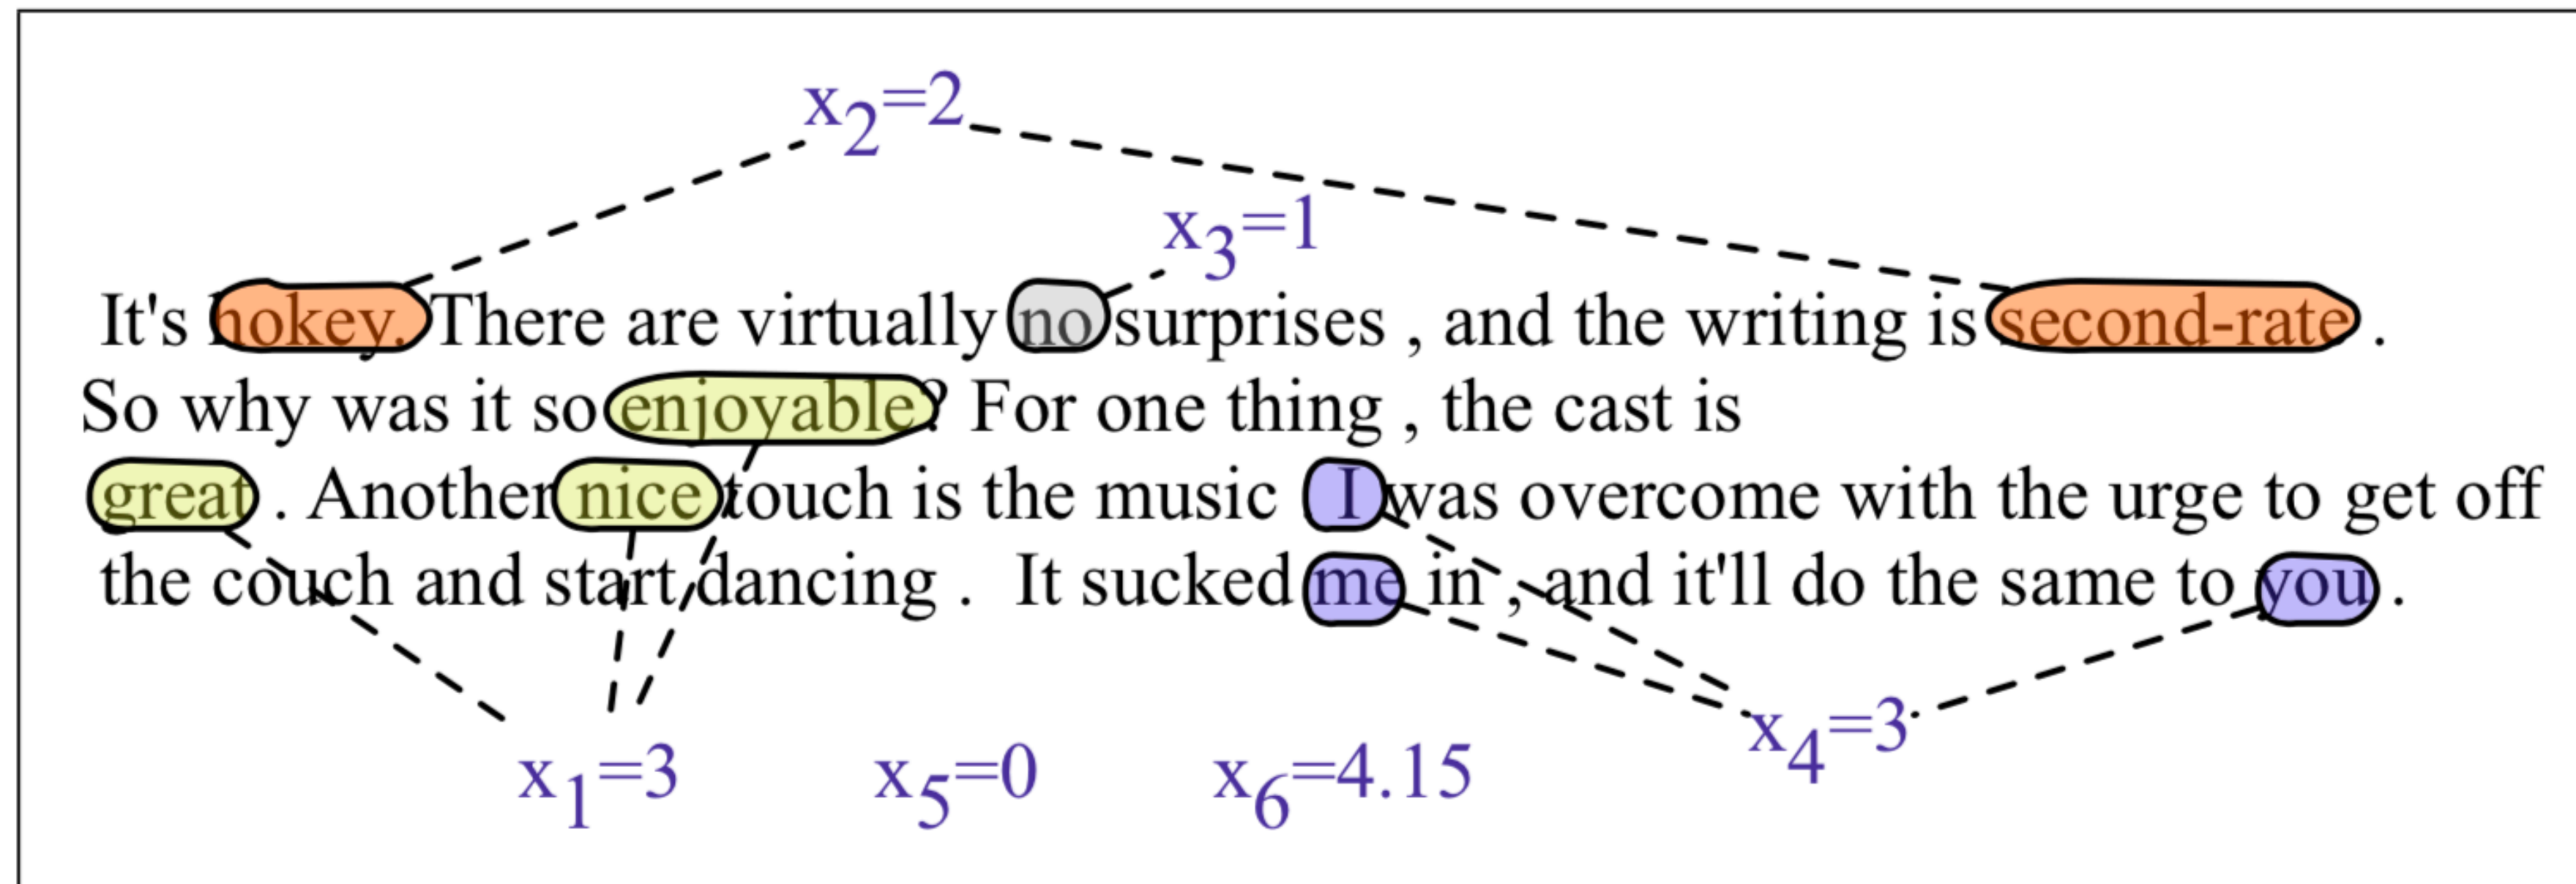 x2=2
x3=1
It's hokey. There are virtually no surprises , and the writing is second-rate .
So why was it so enjoyable? For one thing , the cast is
great . Another nice touch is the music . I was overcome with the urge to get off
the couch and start dancing . It sucked me in , and it'll do the same to you .
x4=3
x1=3 x5=0 x6=4.15